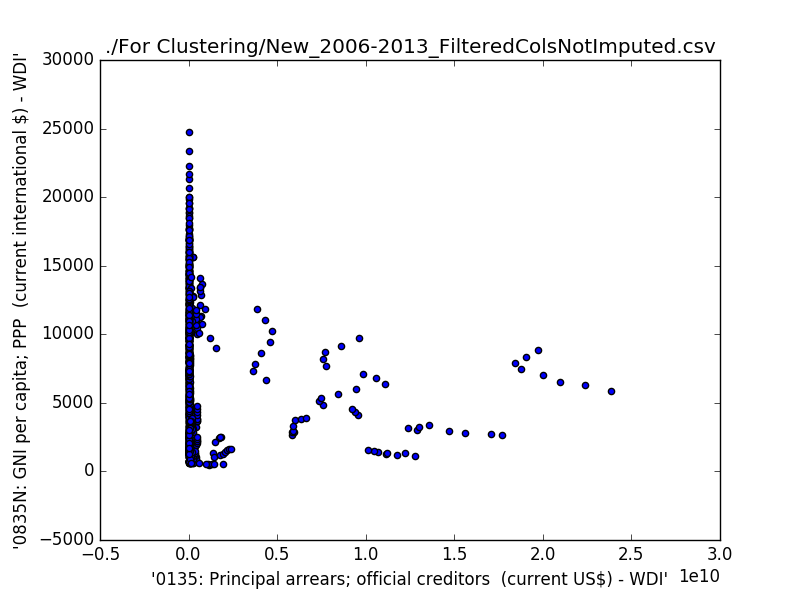 ./For Clustering/New_2006-2013_FilteredColsNotImputed.csv
30000
25000
20000
15000
10000
5000
0
−5000
'0835N: GNI per capita; PPP  (current international $) - WDI'
−0.5 0.0 0.5 1.0 1.5 2.0 2.5 3.0
1e10
'0135: Principal arrears; official creditors  (current US$) - WDI'